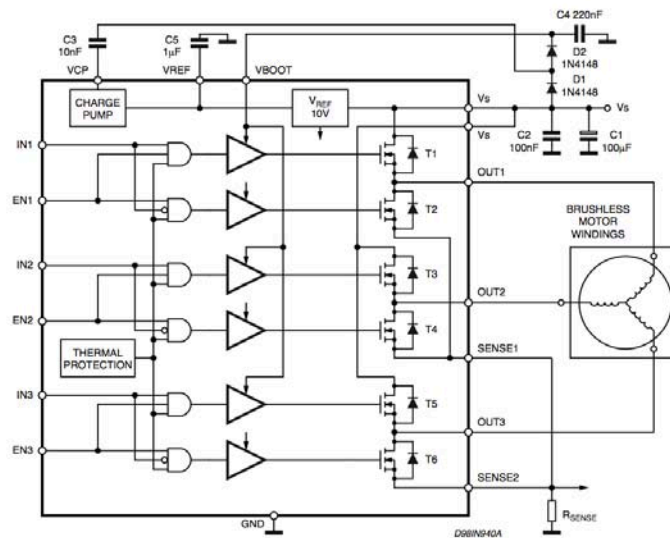 C4 220nF
C3
10nF
C5
1µF
D2
1N4148
D1
1N4148
VCP
VREF
VBOOT
CHARGE
PUMP
VREF
10V
Vs
Vs
Vs
C2
100nF
C1
100µF
IN1
T1
OUT1
EN1
T2
BRUSHLESS
MOTOR
WINDINGS
IN2
T3
OUT2
EN2
T4
THERMAL
PROTECTION
SENSE1
IN3
T5
OUT3
EN3
T6
SENSE2
RSENSE
GND
D98IN940A